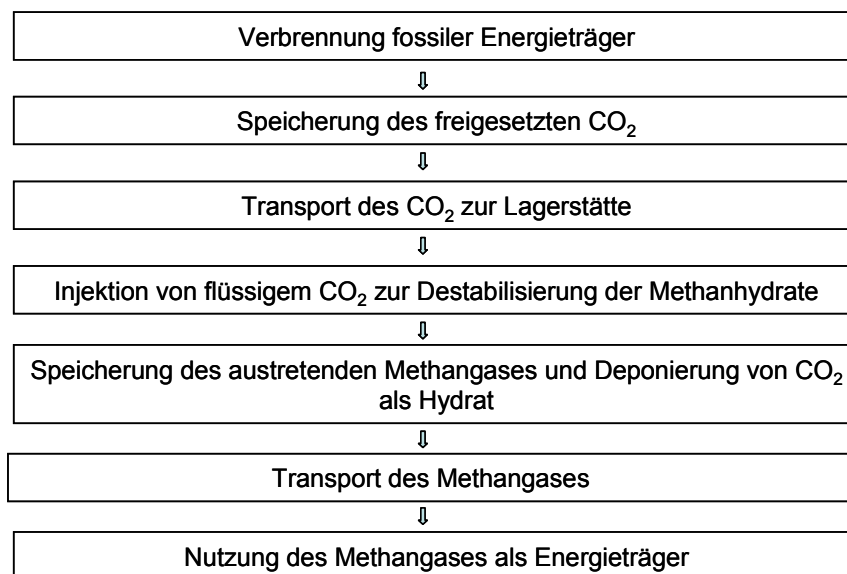 Verbrennung fossiler Energieträger
⇩
Speicherung des freigesetzten CO₂
⇩
Transport des CO₂ zur Lagerstätte
⇩
Injektion von flüssigem CO₂ zur Destabilisierung der Methanhydrate
⇩
Speicherung des austretenden Methangases und Deponierung von CO₂
als Hydrat
⇩
Transport des Methangases
⇩
Nutzung des Methangases als Energieträger